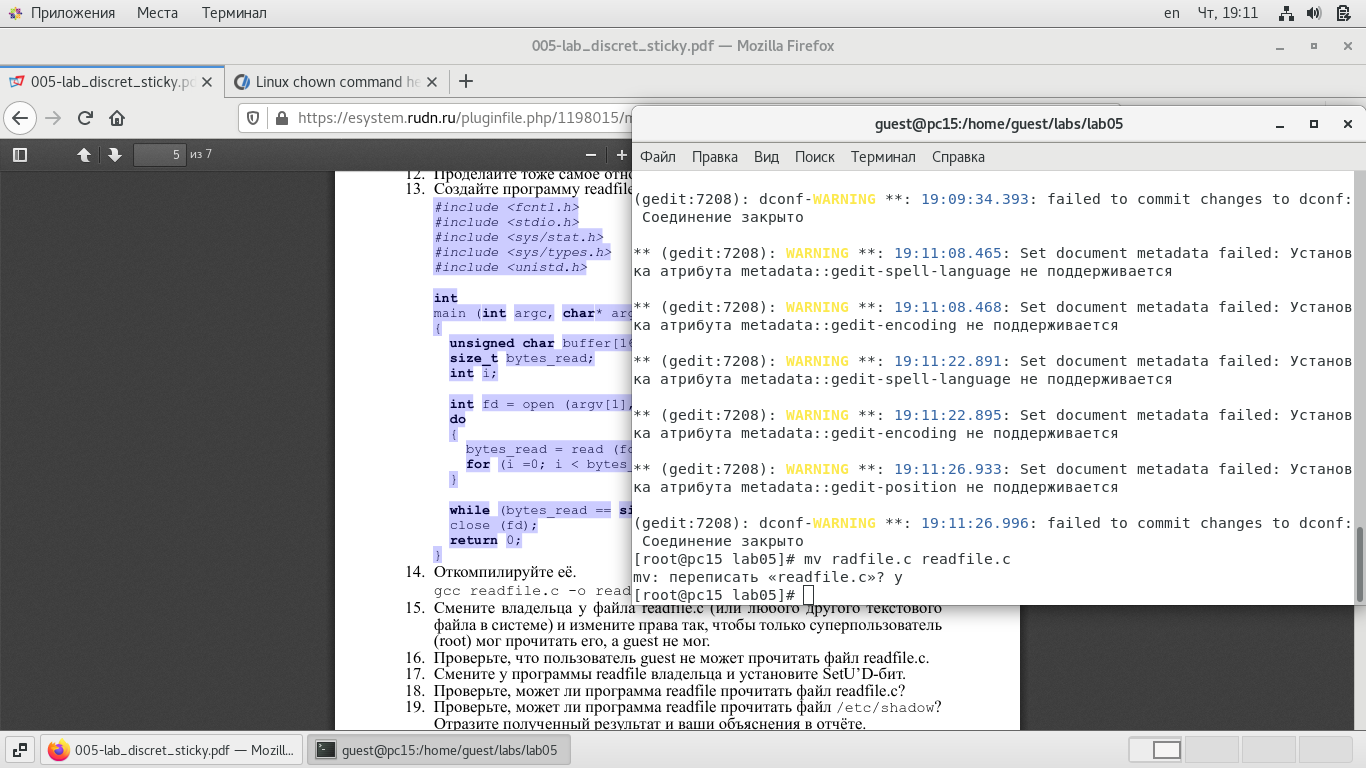 Приложения Места Терминал en Чт, 19:11
005-lab_discret_sticky.pdf — Mozilla Firefox
005-lab_discret_sticky.pd Linux chown command he
https://esystem.rudn.ru/pluginfile.php/1198015/m
5 из 7
12. Проделайте тоже самое отно
13. Создайте программу readfile
#include <fcntl.h>
#include <stdio.h>
#include <sys/stat.h>
#include <sys/types.h>
#include <unistd.h>
int
main (int argc, char* arg
{
unsigned char buffer[16
size_t bytes_read;
int i;
int fd = open (argv[1],
do
{
bytes_read = read (fd
for (i =0; i < bytes_
}
while (bytes_read == si
close (fd);
return 0;
}
14. Откомпилируйте её.
gcc readfile.c -o read
15. Смените владельца у файла readfile.c (или любого другого текстового
файла в системе) и измените права так, чтобы только суперпользователь
(root) мог прочитать его, а guest не мог.
16. Проверьте, что пользователь guest не может прочитать файл readfile.c.
17. Смените у программы readfile владельца и установите SetU’D-бит.
18. Проверьте, может ли программа readfile прочитать файл readfile.c?
19. Проверьте, может ли программа readfile прочитать файл /etc/shadow?
Отразите полученный результат и ваши объяснения в отчёте.
guest@pc15:/home/guest/labs/lab05
Файл Правка Вид Поиск Терминал Справка
(gedit:7208): dconf-WARNING **: 19:09:34.393: failed to commit changes to dconf:
Соединение закрыто
** (gedit:7208): WARNING **: 19:11:08.465: Set document metadata failed: Установ
ка атрибута metadata::gedit-spell-language не поддерживается
** (gedit:7208): WARNING **: 19:11:08.468: Set document metadata failed: Установ
ка атрибута metadata::gedit-encoding не поддерживается
** (gedit:7208): WARNING **: 19:11:22.891: Set document metadata failed: Установ
ка атрибута metadata::gedit-spell-language не поддерживается
** (gedit:7208): WARNING **: 19:11:22.895: Set document metadata failed: Установ
ка атрибута metadata::gedit-encoding не поддерживается
** (gedit:7208): WARNING **: 19:11:26.933: Set document metadata failed: Установ
ка атрибута metadata::gedit-position не поддерживается
(gedit:7208): dconf-WARNING **: 19:11:26.996: failed to commit changes to dconf:
Соединение закрыто
[root@pc15 lab05]# mv radfile.c readfile.c
mv: переписать «readfile.c»? y
[root@pc15 lab05]#
005-lab_discret_sticky.pdf — Mozill... guest@pc15:/home/guest/labs/lab05